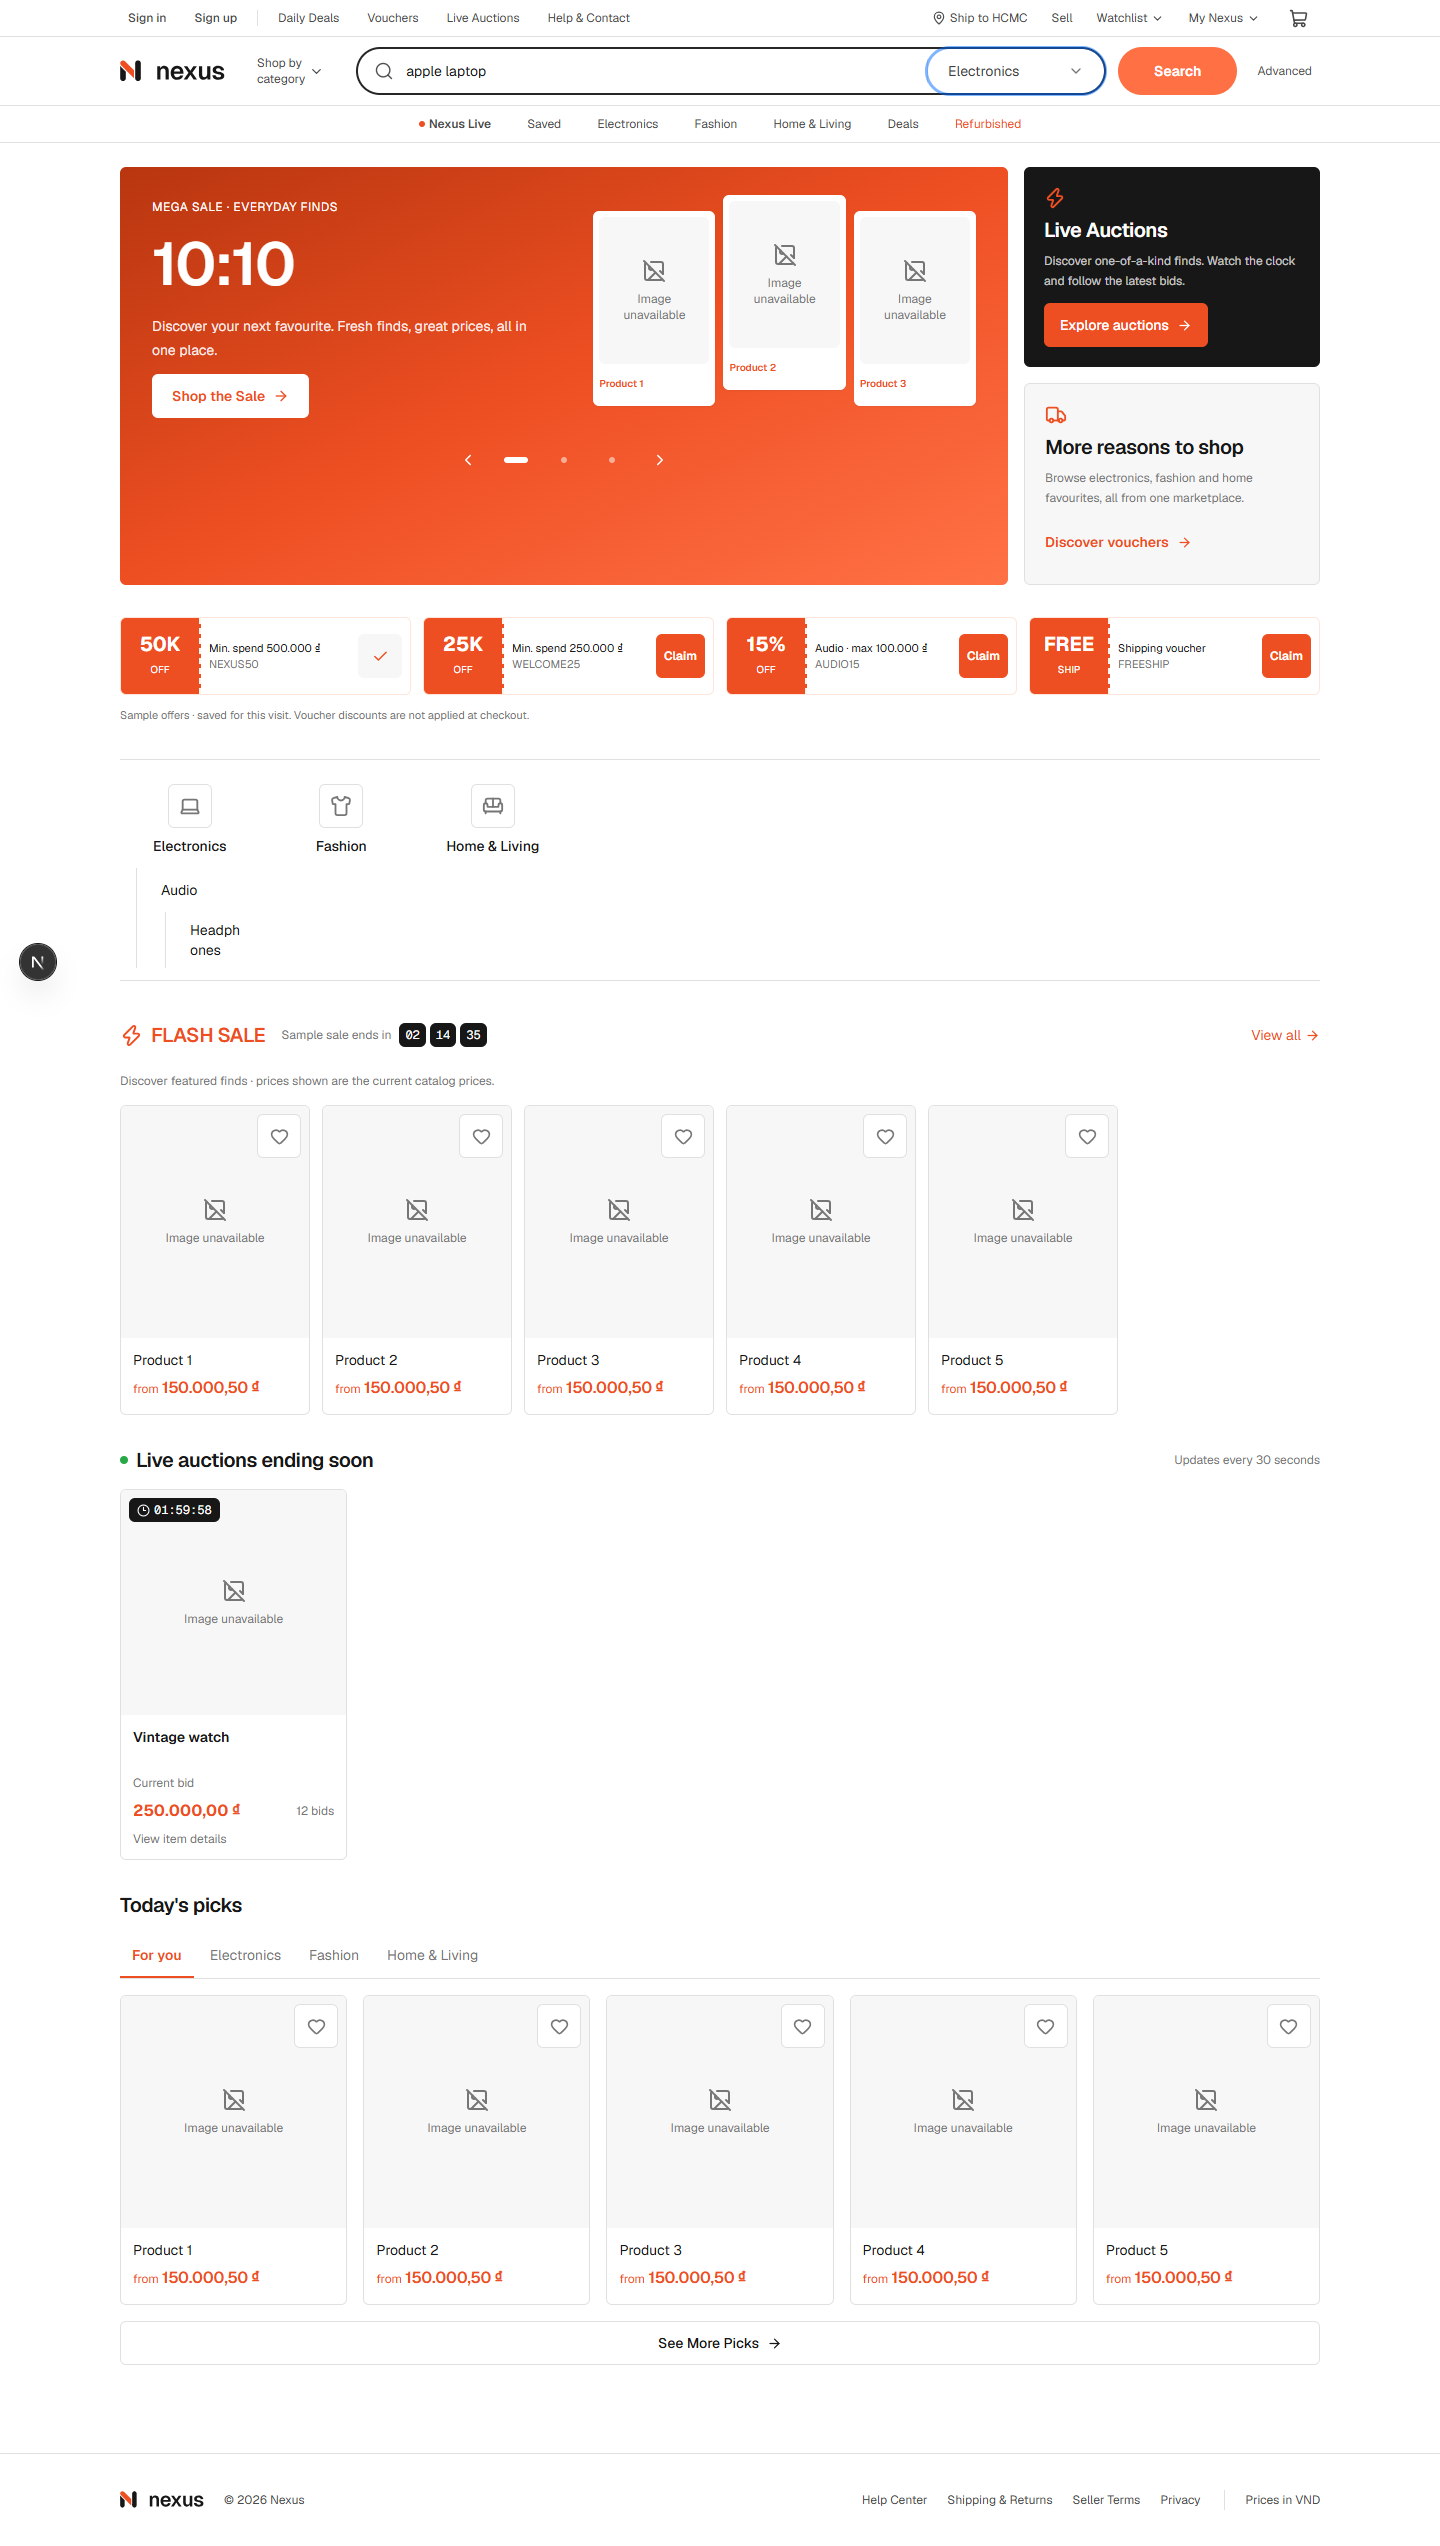 Sign in
Sign up
Daily Deals
Vouchers
Live Auctions
Help & Contact
Ship to HCMC
Sell
Watchlist
My Nexus
nexus
Shop by
category
apple laptop
Electronics
Search
Advanced
Nexus Live
Saved
Electronics
Fashion
Home & Living
Deals
Refurbished
MEGA SALE · EVERYDAY FINDS
10:10
Discover your next favourite. Fresh finds, great prices, all in
one place.
Shop the Sale
Image
unavailable
Product 1
Image
unavailable
Product 2
Image
unavailable
Product 3
Live Auctions
Discover one-of-a-kind finds. Watch the clock
and follow the latest bids.
Explore auctions
More reasons to shop
Browse electronics, fashion and home
favourites, all from one marketplace.
Discover vouchers
50K
OFF
Min. spend 500.000 ₫
NEXUS50
25K
OFF
Min. spend 250.000 ₫
WELCOME25
Claim
15%
OFF
Audio · max 100.000 ₫
AUDIO15
Claim
FREE
SHIP
Shipping voucher
FREESHIP
Claim
Sample offers · saved for this visit. Voucher discounts are not applied at checkout.
Electronics
Fashion
Home & Living
Audio
Headph
ones
N
FLASH SALE
Sample sale ends in
02 14 35
View all
Discover featured finds · prices shown are the current catalog prices.
Image unavailable
Product 1
from 150.000,50 ₫
Image unavailable
Product 2
from 150.000,50 ₫
Image unavailable
Product 3
from 150.000,50 ₫
Image unavailable
Product 4
from 150.000,50 ₫
Image unavailable
Product 5
from 150.000,50 ₫
Live auctions ending soon
Updates every 30 seconds
01:59:58
Image unavailable
Vintage watch
Current bid
250.000,00 ₫
12 bids
View item details
Today's picks
For you
Electronics
Fashion
Home & Living
Image unavailable
Product 1
from 150.000,50 ₫
Image unavailable
Product 2
from 150.000,50 ₫
Image unavailable
Product 3
from 150.000,50 ₫
Image unavailable
Product 4
from 150.000,50 ₫
Image unavailable
Product 5
from 150.000,50 ₫
See More Picks
nexus
© 2026 Nexus
Help Center
Shipping & Returns
Seller Terms
Privacy
Prices in VND